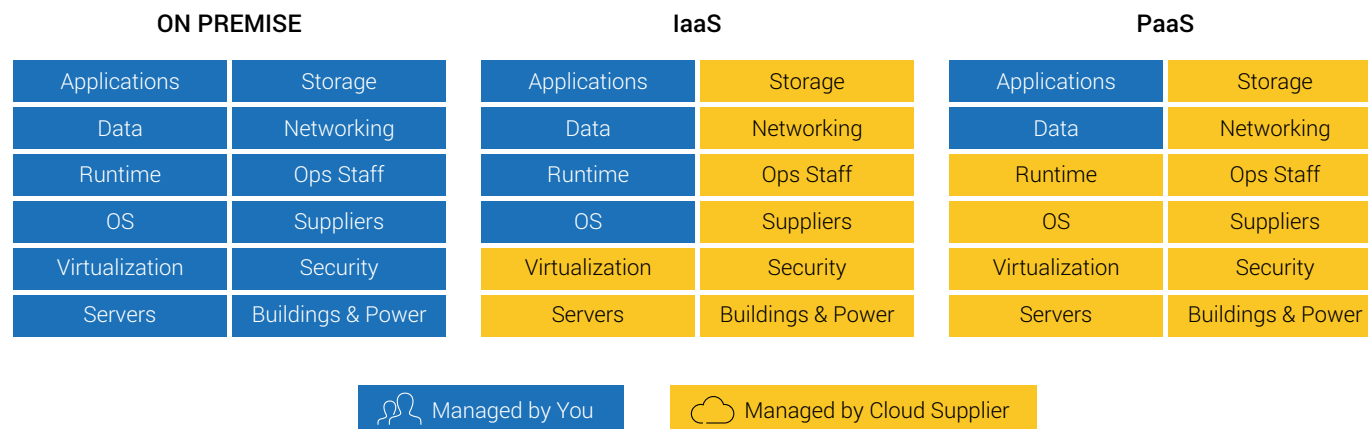 ON PREMISE
IaaS
PaaS
Applications
Storage
Data
Networking
Runtime
Ops Staff
OS
Suppliers
Virtualization
Security
Servers
Buildings & Power
Applications
Storage
Data
Networking
Runtime
Ops Staff
OS
Suppliers
Virtualization
Security
Servers
Buildings & Power
Applications
Storage
Data
Networking
Runtime
Ops Staff
OS
Suppliers
Virtualization
Security
Servers
Buildings & Power
Managed by You
Managed by Cloud Supplier